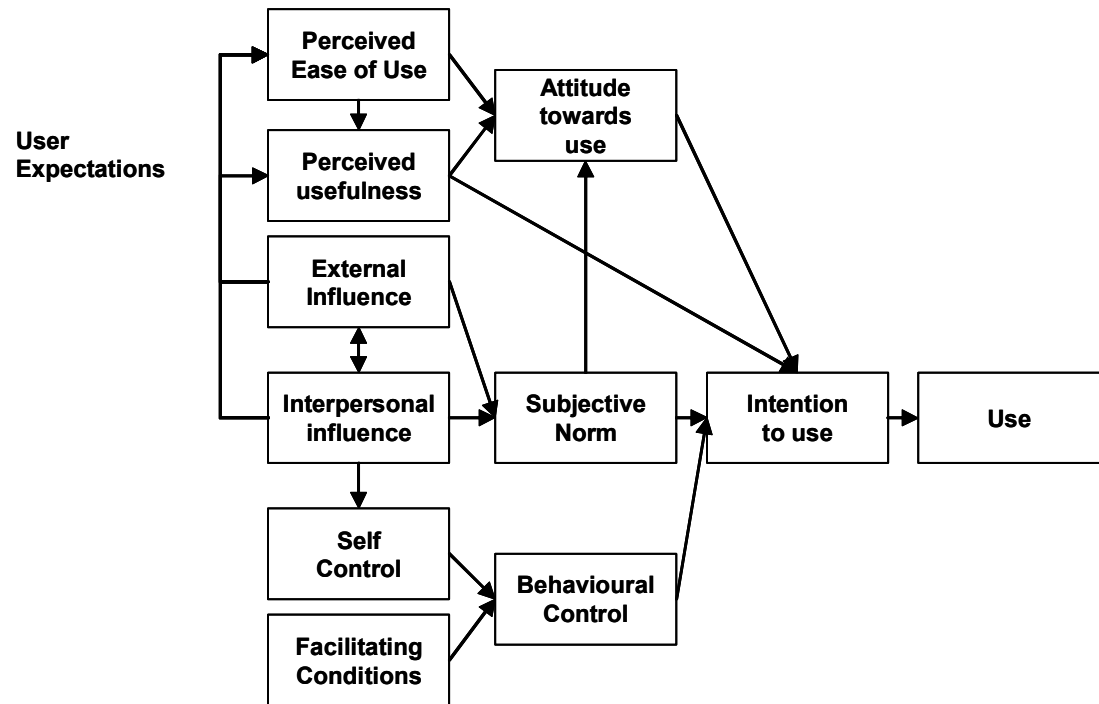 User
Expectations
Perceived
Ease of Use
Perceived
usefulness
External
Influence
Interpersonal
influence
Self
Control
Facilitating
Conditions
Attitude
towards
use
Subjective
Norm
Behavioural
Control
Intention
to use
Use